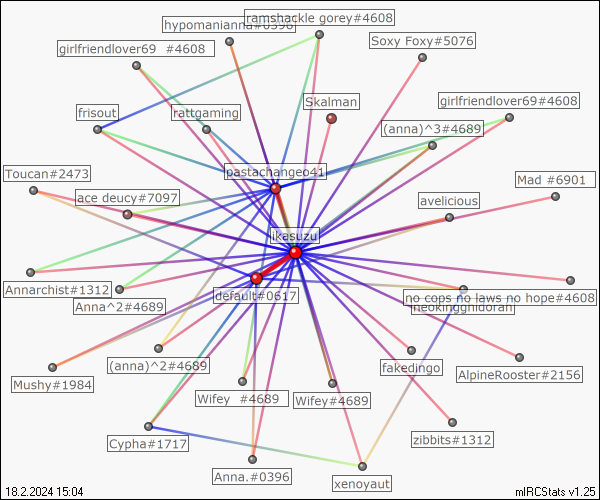 hypomanianna#0396
ramshackle gorey#4608
girlfriendlover69 #4608
Soxy Foxy#5076
frisout
rattgaming
Skalman
girlfriendlover69#4608
(anna)^3#4689
Toucan#2473
pastachangeo41
Mad #6901
ace deucy#7097
avelicious
ikasuzu
Annarchist#1312
Anna^2#4689
default#0617
no cops no laws no hope#4608
neokingghidorah
(anna)^2#4689
fakedingo
Mushy#1984
AlpineRooster#2156
Wifey #4689
Wifey#4689
Cypha#1717
zibbits#1312
Anna.#0396
xenoyaut
18.2.2024 15:04
mIRCStats v1.25